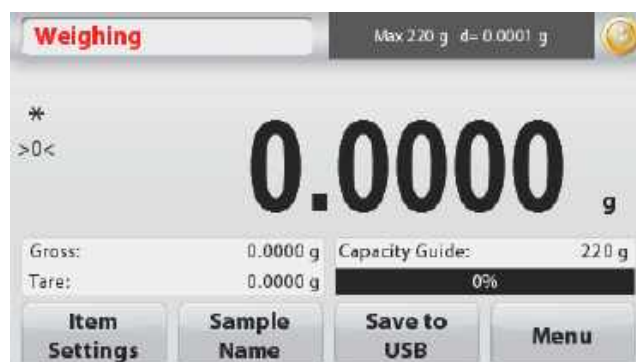 Weighing
Max 220 g d= 0.0001 g
*
>0<
0.0000 g
Gross: 0.0000 g
Tare: 0.0000 g
Capacity Guide: 220 g
0%
Item Settings
Sample Name
Save to USB
Menu